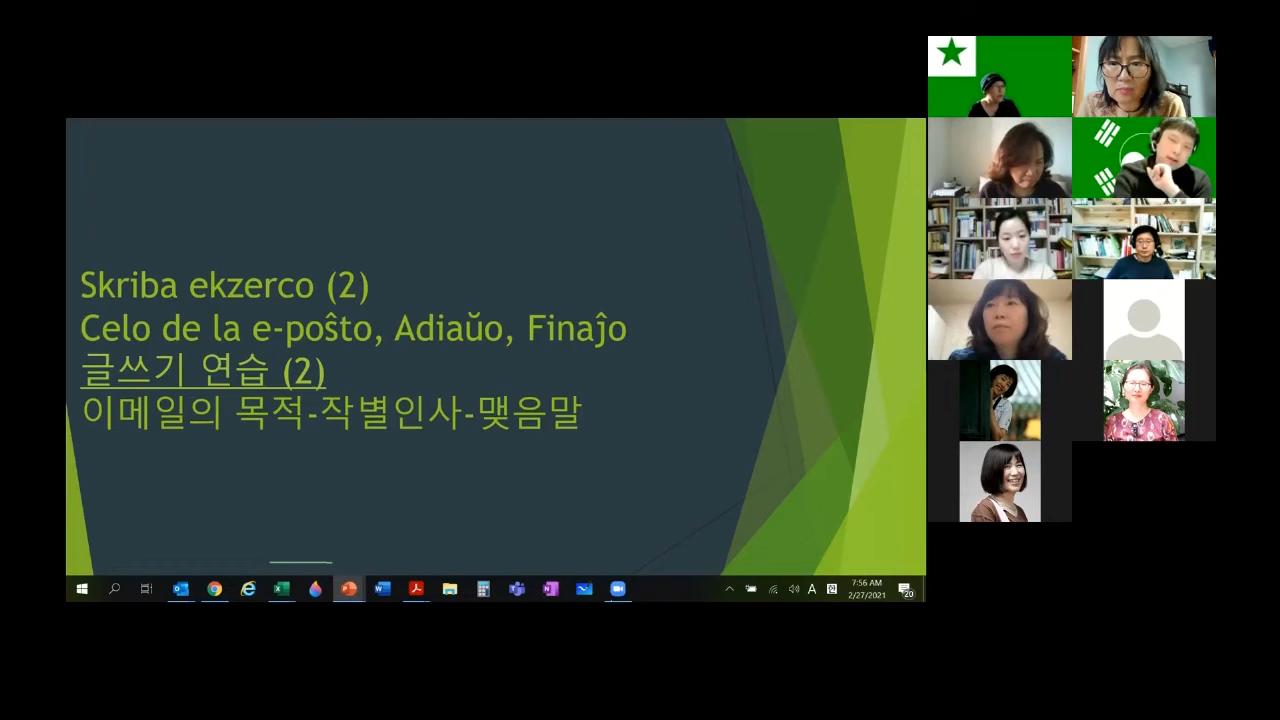 Skriba ekzerco (2)
Celo de la e-poŝto, Adiaŭo, Finaĵo
글쓰기 연습 (2)
이메일의 목적-작별인사-맺음말
A
7:56 AM
2/27/2021
20